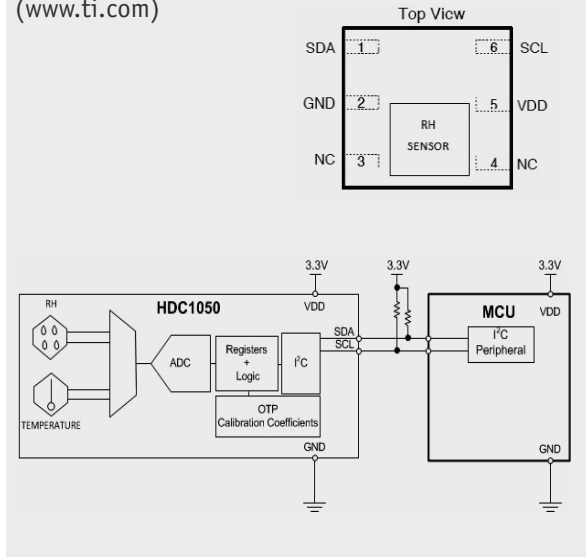 (www.ti.com)
Top View
SDA 1 6 SCL
GND 2 5 VDD
RH
SENSOR
NC 3 4 NC
3.3V 3.3V 3.3V
RH HDC1050 VDD MCU VDD
SDA
SCL
I²C
Peripheral
ADC
Registers
+
Logic
I²C
TEMPERATURE
OTP
Calibration Coefficients
GND GND